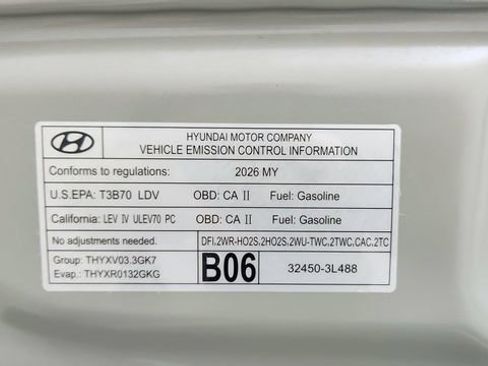 HYUNDAI MOTOR COMPANY
VEHICLE EMISSION CONTROL INFORMATION
Conforms to regulations: 2026 MY
U.S.EPA: T3B70 LDV OBD: CA II Fuel: Gasoline
California: LEV IV ULEV70 PC OBD: CA II Fuel: Gasoline
No adjustments needed. DFI,2WR-HO2S,2HO2S,2WU-TWC,2TWC,CAC,2TC
Group: THYXV03.3GK7
Evap.: THYXR0132GKG
B06 32450-3L488